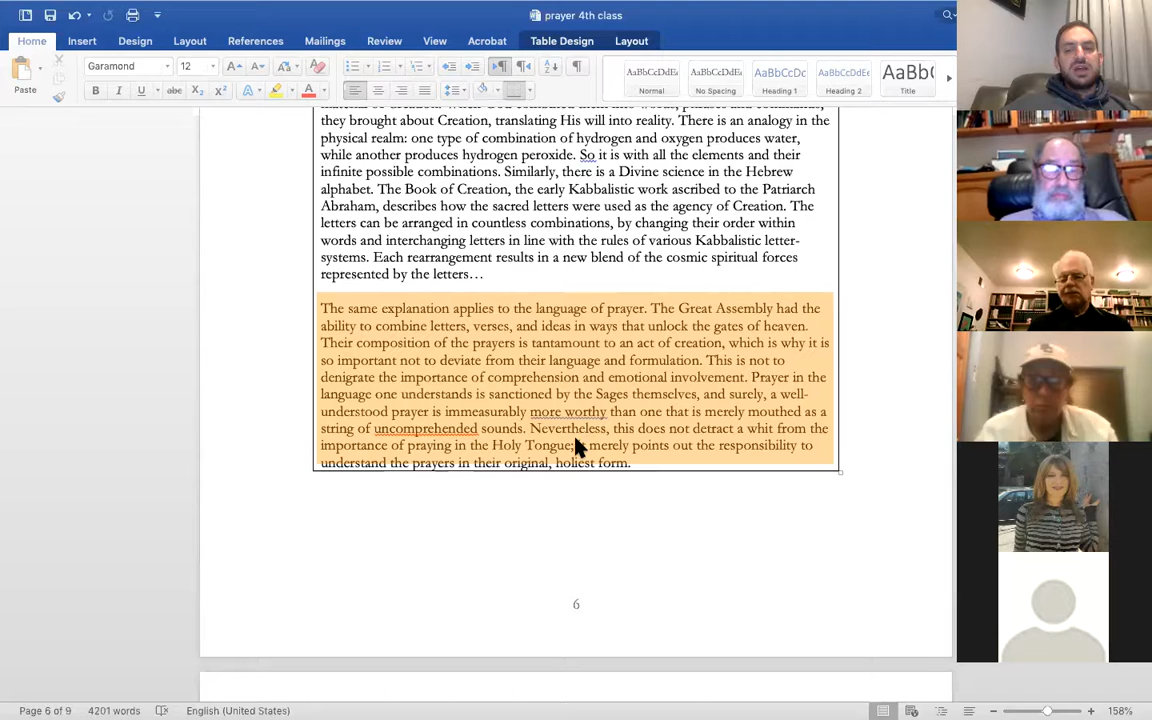 prayer 4th class
Home Insert Design Layout References Mailings Review View Acrobat Table Design Layout
Paste
Garamond 12
AaBbCcDdEe AaBbCcDdEe AaBbCcDc AaBbCcDdEe AaBb
Normal No Spacing Heading 1 Heading 2 Title
they brought about Creation, translating His will into reality. There is an analogy in the
physical realm: one type of combination of hydrogen and oxygen produces water,
while another produces hydrogen peroxide. So it is with all the elements and their
infinite possible combinations. Similarly, there is a Divine science in the Hebrew
alphabet. The Book of Creation, the early Kabbalistic work ascribed to the Patriarch
Abraham, describes how the sacred letters were used as the agency of Creation. The
letters can be arranged in countless combinations, by changing their order within
words and interchanging letters in line with the rules of various Kabbalistic letter-
systems. Each rearrangement results in a new blend of the cosmic spiritual forces
represented by the letters…
The same explanation applies to the language of prayer. The Great Assembly had the
ability to combine letters, verses, and ideas in ways that unlock the gates of heaven.
Their composition of the prayers is tantamount to an act of creation, which is why it is
so important not to deviate from their language and formulation. This is not to
denigrate the importance of comprehension and emotional involvement. Prayer in the
language one understands is sanctioned by the Sages themselves, and surely, a well-
understood prayer is immeasurably more worthy than one that is merely mouthed as a
string of uncomprehended sounds. Nevertheless, this does not detract a whit from the
importance of praying in the Holy Tongue; merely points out the responsibility to
understand the prayers in their original, holiest form.
6
Page 6 of 9 4201 words English (United States) 158%